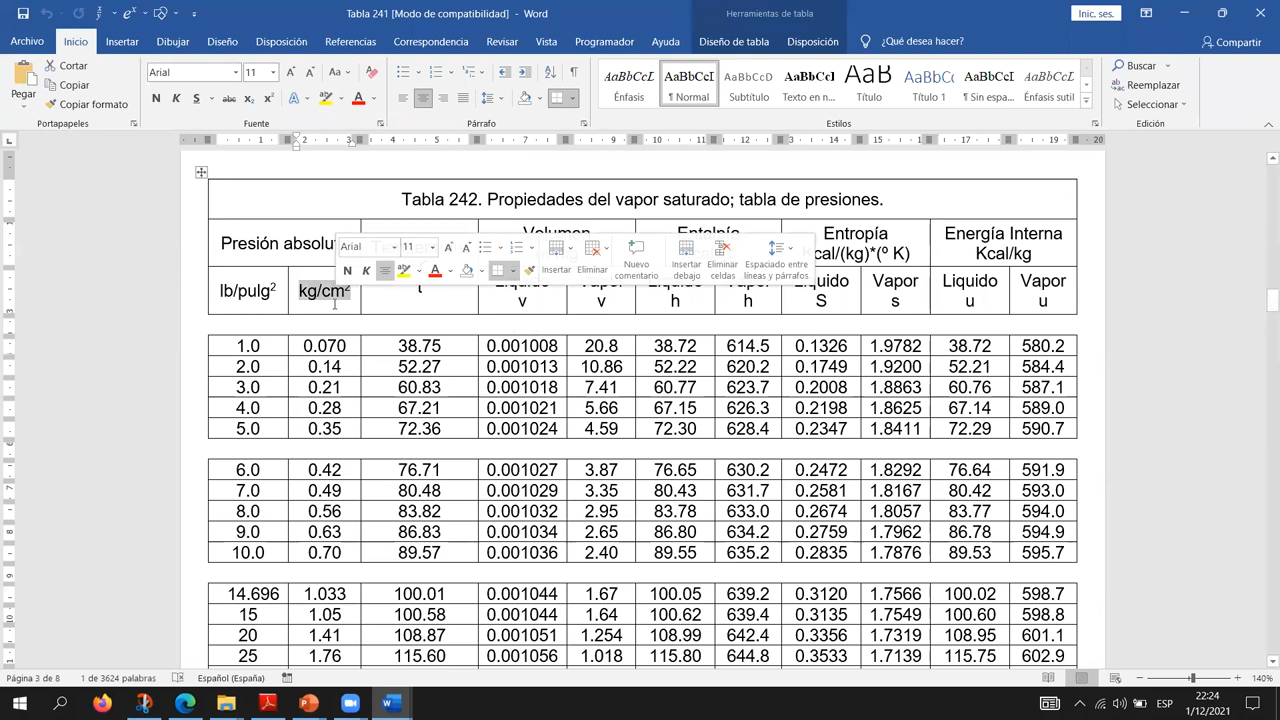 Tabla 241 [Modo de compatibilidad] - Word
Herramientas de tabla
Inic. ses.
Archivo Inicio Insertar Dibujar Diseño Disposición Referencias Correspondencia Revisar Vista Programador Ayuda Diseño de tabla Disposición ¿Qué desea hacer? Compartir
Pegar
Cortar
Copiar
Copiar formato
Portapapeles
Arial 11
N K S abc x₂ x²
Fuente
Párrafo
AaBbCcL AaBbCcD AaBbCcD AaBbCcI AaB AaBbCcL AaBbCcD AaBbCcL
Énfasis ¶ Normal Subtítulo Texto en n... Título Título 1 ¶ Sin espa... Énfasis sutil
Estilos
Buscar
Reemplazar
Seleccionar
Edición
Tabla 242. Propiedades del vapor saturado; tabla de presiones.
Presión absolu
Volumen
Entalpía
Entropía
Kcal/(kg)*(º K)
Energía Interna
Kcal/kg
Arial 11
N K
Insertar Eliminar
Nuevo comentario
Insertar debajo
Eliminar celdas
Espaciado entre líneas y párrafos
lb/pulg² kg/cm² t
v
v
h
h
Liquido S
Vapor s
Liquido u
Vapor u
1.0 0.070 38.75 0.001008 20.8 38.72 614.5 0.1326 1.9782 38.72 580.2
2.0 0.14 52.27 0.001013 10.86 52.22 620.2 0.1749 1.9200 52.21 584.4
3.0 0.21 60.83 0.001018 7.41 60.77 623.7 0.2008 1.8863 60.76 587.1
4.0 0.28 67.21 0.001021 5.66 67.15 626.3 0.2198 1.8625 67.14 589.0
5.0 0.35 72.36 0.001024 4.59 72.30 628.4 0.2347 1.8411 72.29 590.7
6.0 0.42 76.71 0.001027 3.87 76.65 630.2 0.2472 1.8292 76.64 591.9
7.0 0.49 80.48 0.001029 3.35 80.43 631.7 0.2581 1.8167 80.42 593.0
8.0 0.56 83.82 0.001032 2.95 83.78 633.0 0.2674 1.8057 83.77 594.0
9.0 0.63 86.83 0.001034 2.65 86.80 634.2 0.2759 1.7962 86.78 594.9
10.0 0.70 89.57 0.001036 2.40 89.55 635.2 0.2835 1.7876 89.53 595.7
14.696 1.033 100.01 0.001044 1.67 100.05 639.2 0.3120 1.7566 100.02 598.7
15 1.05 100.58 0.001044 1.64 100.62 639.4 0.3135 1.7549 100.60 598.8
20 1.41 108.87 0.001051 1.254 108.99 642.4 0.3356 1.7319 108.95 601.1
25 1.76 115.60 0.001056 1.018 115.80 644.8 0.3533 1.7139 115.75 602.9
Página 3 de 8 1 de 3624 palabras Español (España) 140%
ESP
22:24
1/12/2021